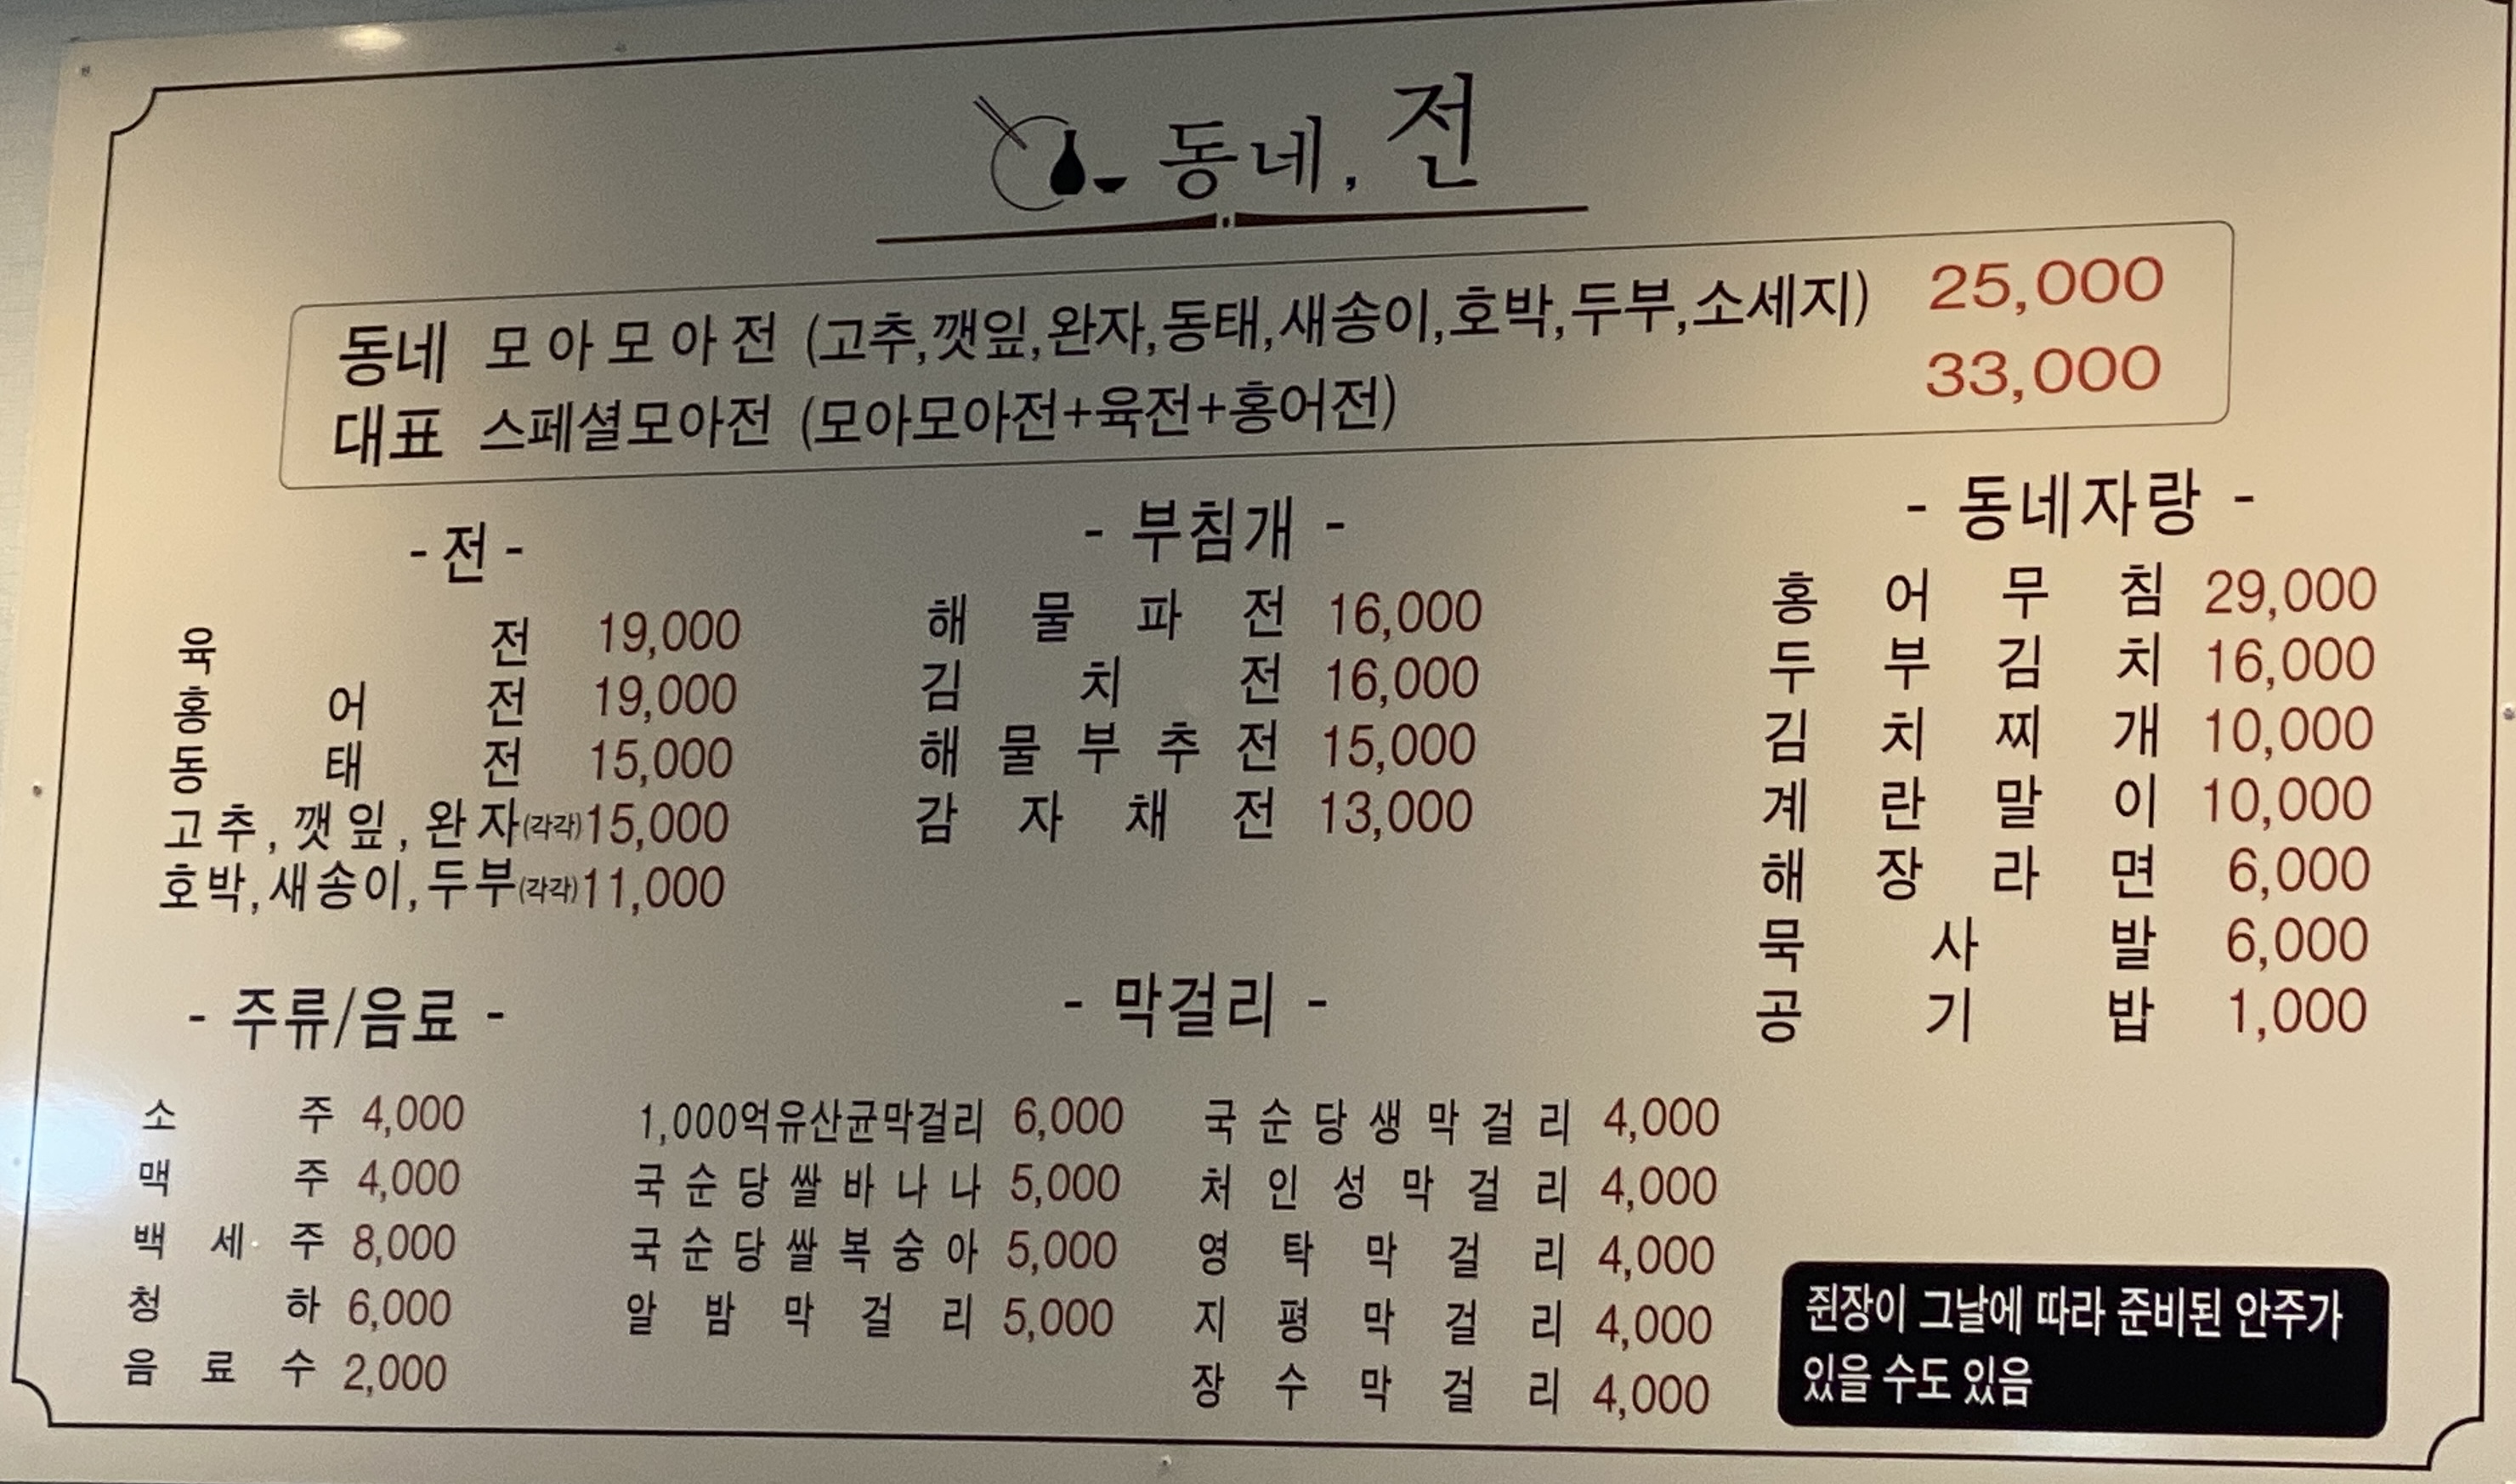 동네, 전
동네 모아모아전 (고추,깻잎,완자,동태,새송이,호박,두부,소세지) 25,000
대표 스페셜모아전 (모아모아전+육전+홍어전) 33,000
- 전 -
육전 19,000
홍어전 19,000
동태전 15,000
고추,깻잎,완자(각각) 15,000
호박,새송이,두부(각각) 11,000
- 부침개 -
해물파전 16,000
김치전 16,000
해물부추전 15,000
감자채전 13,000
- 동네자랑 -
홍어무침 29,000
두부김치 16,000
김치찌개 10,000
계란말이 10,000
해장라면 6,000
묵사발 6,000
공기밥 1,000
- 주류/음료 -
소주 4,000
맥주 4,000
백세주 8,000
청하 6,000
음료수 2,000
- 막걸리 -
1,000억유산균막걸리 6,000
국순당쌀바나나 5,000
국순당쌀복숭아 5,000
알밤막걸리 5,000
국순당생막걸리 4,000
처인성막걸리 4,000
영탁막걸리 4,000
지평막걸리 4,000
장수막걸리 4,000
쥔장이 그날에 따라 준비된 안주가
있을 수도 있음